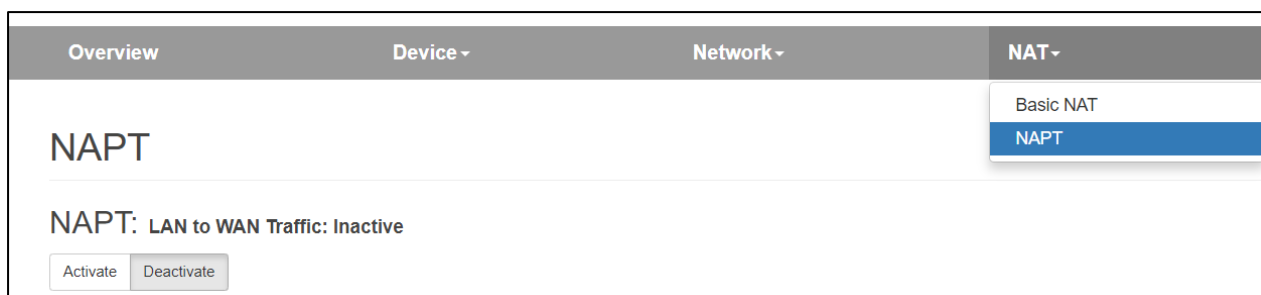 Overview Device Network NAT
Basic NAT
NAPT
NAPT
NAPT: LAN to WAN Traffic: Inactive
Activate Deactivate